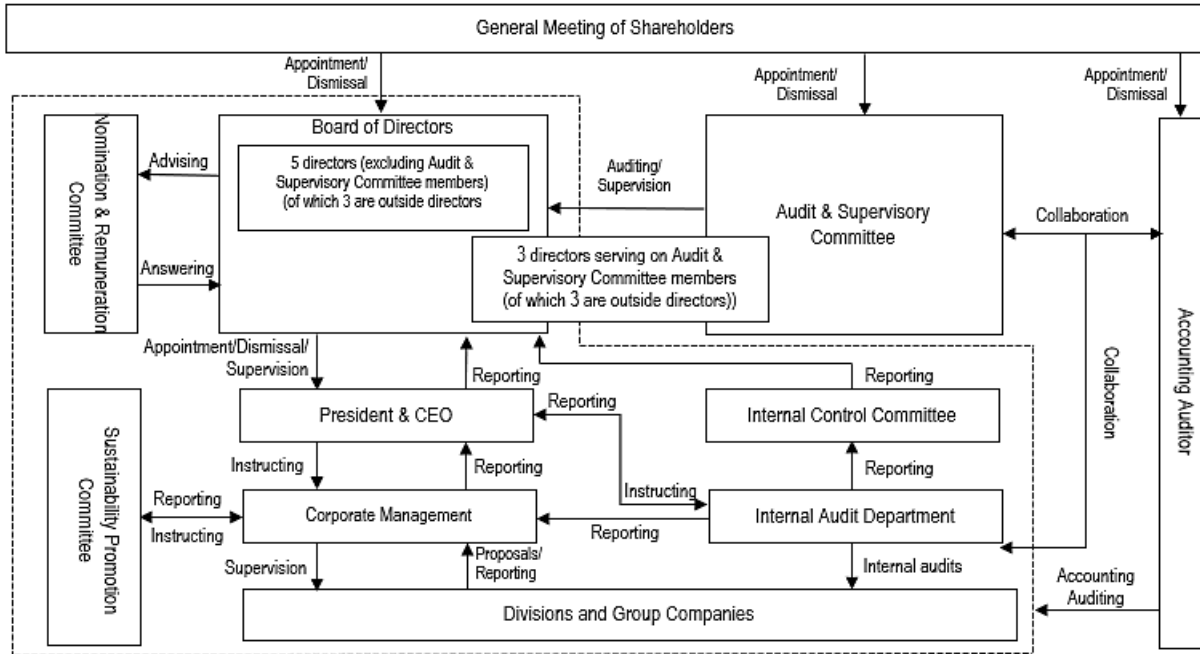 General Meeting of Shareholders
Appointment/
Dismissal
Appointment/
Dismissal
Appointment/
Dismissal
Nomination & Remuneration
Committee
Advising
Answering
Board of Directors
5 directors (excluding Audit &
Supervisory Committee members)
(of which 3 are outside directors
Auditing/
Supervision
Audit & Supervisory
Committee
3 directors serving on Audit &
Supervisory Committee members
(of which 3 are outside directors))
Collaboration
Collaboration
Accounting Auditor
Appointment/Dismissal/
Supervision
Reporting
Reporting
Reporting
President & CEO
Internal Control Committee
Sustainability Promotion
Committee
Instructing
Reporting
Instructing
Reporting
Reporting
Instructing
Corporate Management
Reporting
Internal Audit Department
Supervision
Proposals/
Reporting
Internal audits
Accounting
Auditing
Divisions and Group Companies